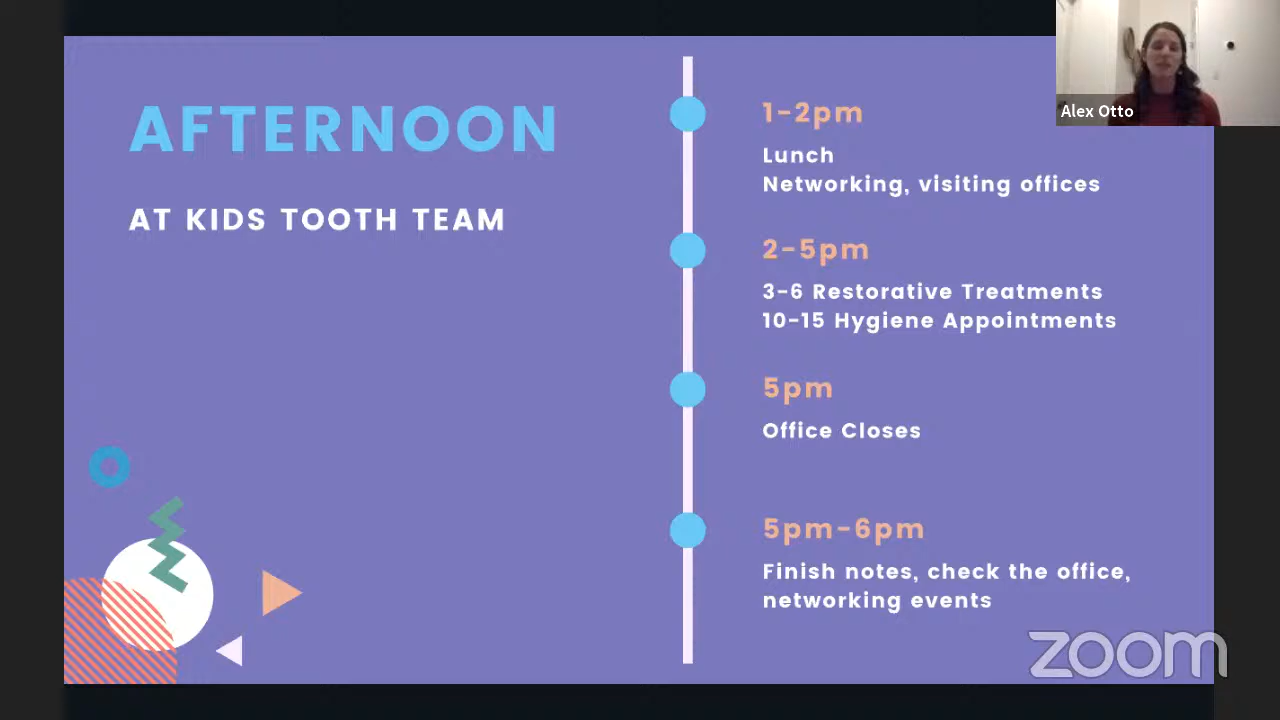 AFTERNOON
AT KIDS TOOTH TEAM
1-2pm
Lunch
Networking, visiting offices
2-5pm
3-6 Restorative Treatments
10-15 Hygiene Appointments
5pm
Office Closes
5pm-6pm
Finish notes, check the office,
networking events
Alex Otto
zoom